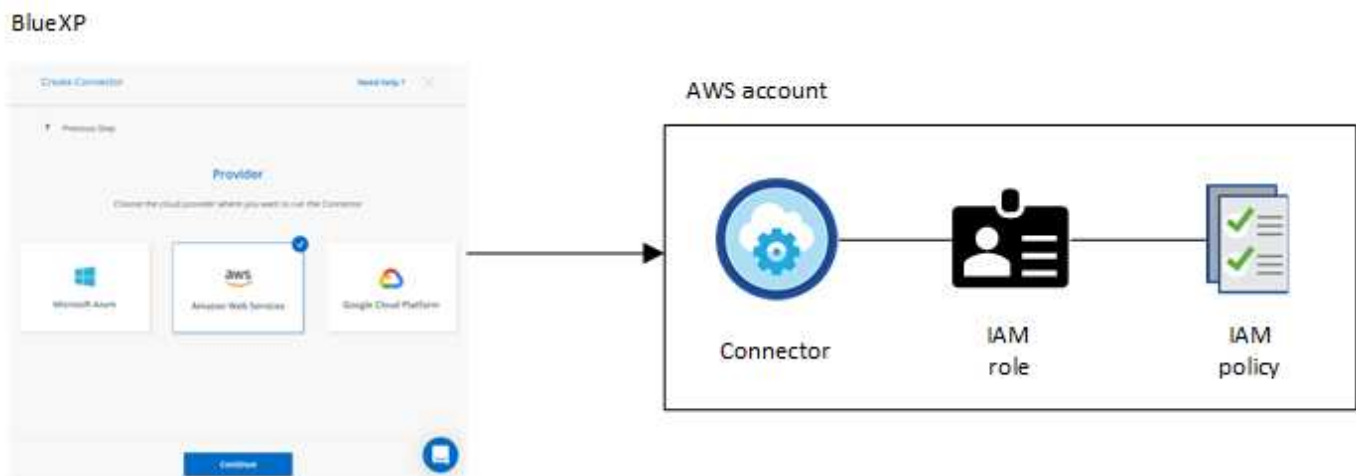 BlueXP
Create Connector
Need help?
Previous Step
Provider
Choose the cloud provider where you want to run the Connector
Microsoft Azure
aws
Amazon Web Services
Google Cloud Platform
Continue
AWS account
Connector
IAM
role
IAM
policy